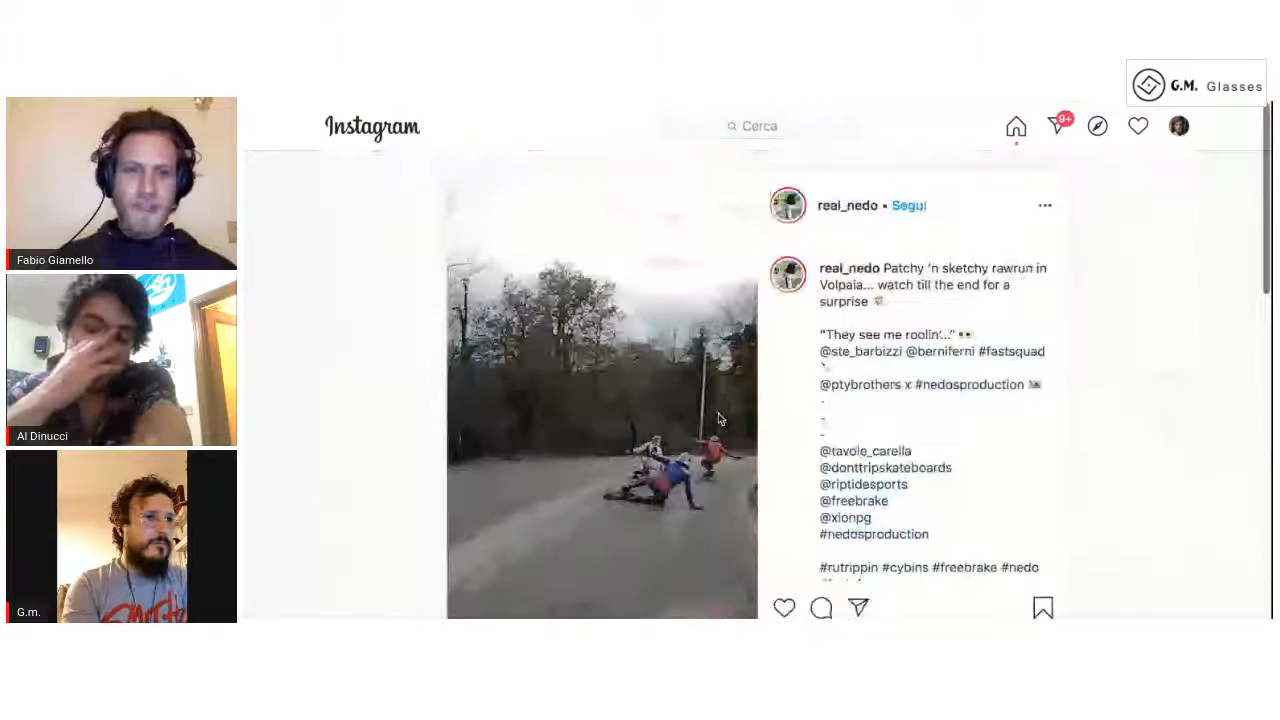 G.M. Glasses
Instagram
Cerca
9+
real_nedo • Segui
real_nedo Patchy 'n sketchy rawrun in
Volpaia... watch till the end for a
surprise
"They see me roolin'..."
@ste_barbizzi @berniferni #fastsquad
@ptybrothers x #nedosproduction
-
-
-
@tavole_carella
@donttripskateboards
@riptidesports
@freebrake
@xionpg
#nedosproduction
#rutrippin #cybins #freebrake #nedo
Fabio Giamello
Al Dinucci
G.m.